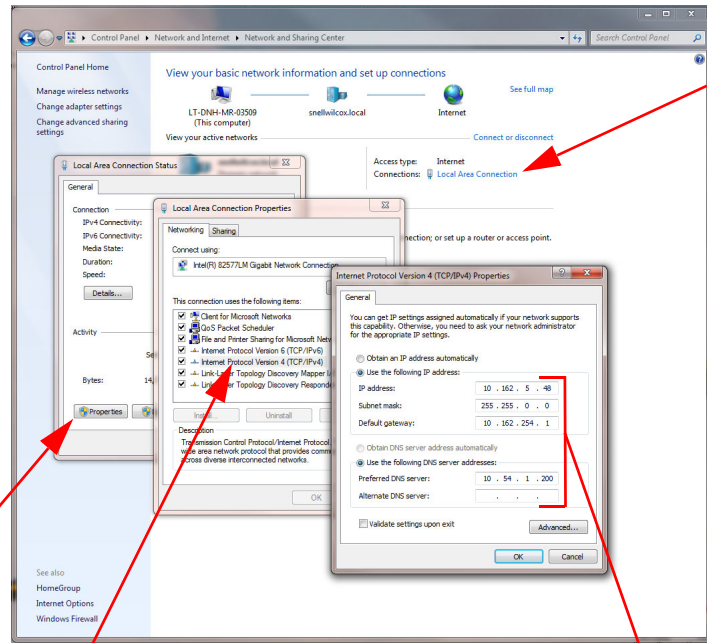 Control Panel ▸ Network and Internet ▸ Network and Sharing Center
Search Control Panel
Control Panel Home
Manage wireless networks
Change adapter settings
Change advanced sharing
settings
See also
HomeGroup
Internet Options
Windows Firewall
View your basic network information and set up connections
See full map
LT-DNH-MR-03509
(This computer)
snellwilcox.local
Internet
View your active networks
Connect or disconnect
Access type: Internet
Connections: Local Area Connection
nection; or set up a router or access point.
Local Area Connection Status
General
Connection
IPv4 Connectivity:
IPv6 Connectivity:
Media State:
Duration:
Speed:
Details...
Activity
Se
Bytes: 14,
Properties
Local Area Connection Properties
Networking
Sharing
Connect using:
Intel(R) 82577LM Gigabit Network Connection
This connection uses the following items:
Client for Microsoft Networks
QoS Packet Scheduler
File and Printer Sharing for Microsoft Netw
Internet Protocol Version 6 (TCP/IPv6)
Internet Protocol Version 4 (TCP/IPv4)
Link-Layer Topology Discovery Mapper I/
Link-Layer Topology Discovery Responde
Install...
Uninstall
Description
Transmission Control Protocol/Internet Protocol.
wide area network protocol that provides commu
across diverse interconnected networks.
OK
Internet Protocol Version 4 (TCP/IPv4) Properties
General
You can get IP settings assigned automatically if your network supports
this capability. Otherwise, you need to ask your network administrator
for the appropriate IP settings.
Obtain an IP address automatically
Use the following IP address:
IP address: 10 . 162 . 5 . 48
Subnet mask: 255 . 255 . 0 . 0
Default gateway: 10 . 162 . 254 . 1
Obtain DNS server address automatically
Use the following DNS server addresses:
Preferred DNS server: 10 . 54 . 1 . 200
Alternate DNS server: . . .
Validate settings upon exit
Advanced...
OK
Cancel